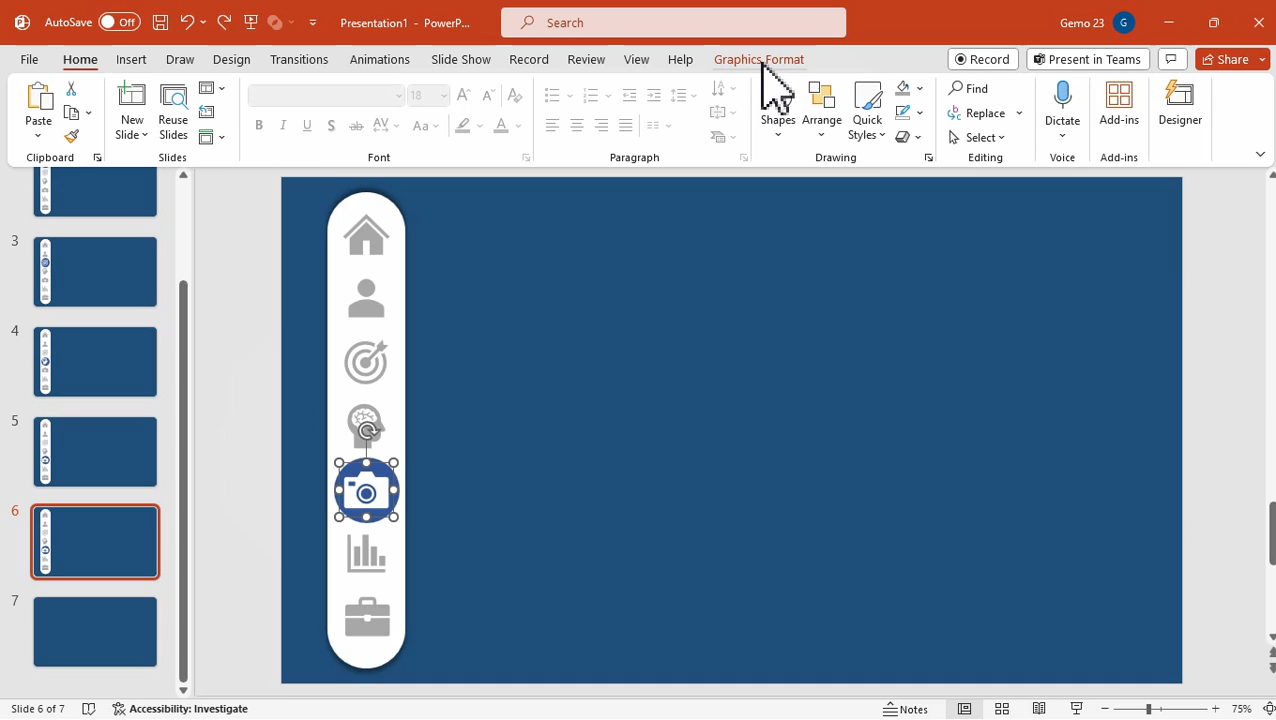 AutoSave Off Presentation1 - PowerP... Search Gemo 23 G
File Home Insert Draw Design Transitions Animations Slide Show Record Review View Help Graphics Format Record Present in Teams Share
Paste New Slide Reuse Slides 18 B I U S ab AV Aa A Shapes Arrange Quick Styles Find Replace Select Dictate Add-ins Designer
Clipboard Slides Font Paragraph Drawing Editing Voice Add-ins
3
4
5
6
7
Slide 6 of 7 Accessibility: Investigate Notes 75%